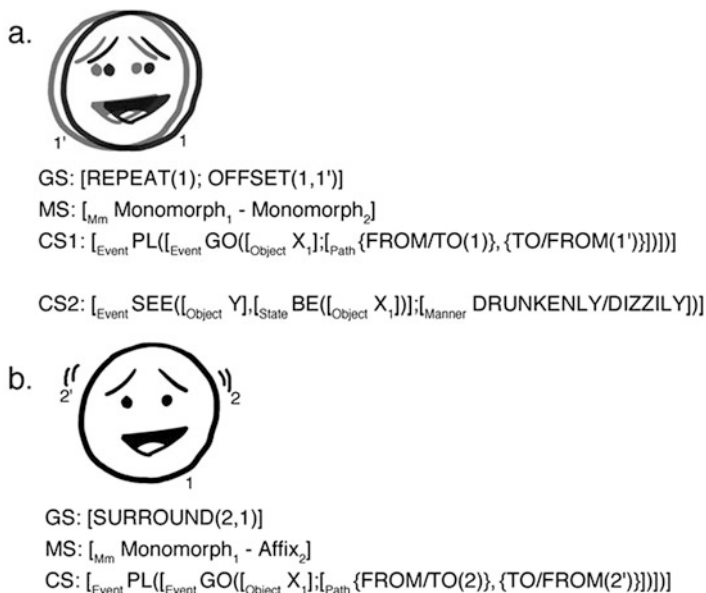 a.
1' 1
GS: [REPEAT(1); OFFSET(1,1')]
MS: [Mm Monomorph1 - Monomorph2]
CS1: [Event PL([Event GO([Object X1];[Path {FROM/TO(1)}, {TO/FROM(1')}])])]
CS2: [Event SEE([Object Y],[State BE([Object X1])];[Manner DRUNKENLY/DIZZILY])]
b.
2' 2
1
GS: [SURROUND(2,1)]
MS: [Mm Monomorph1 - Affix2]
CS: [Event PL([Event GO([Object X1];[Path {FROM/TO(2)}, {TO/FROM(2')}])])]